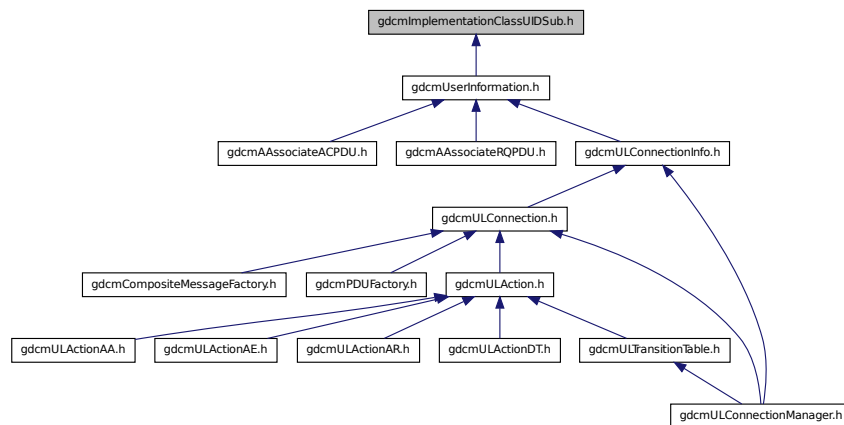 gdcmImplementationClassUIDSub.h
gdcmUserInformation.h
gdcmAAssociateACPDU.h
gdcmAAssociateRQPDU.h
gdcmULConnectionInfo.h
gdcmULConnection.h
gdcmCompositeMessageFactory.h
gdcmPDUFactory.h
gdcmULAction.h
gdcmULActionAA.h
gdcmULActionAE.h
gdcmULActionAR.h
gdcmULActionDT.h
gdcmULTransitionTable.h
gdcmULConnectionManager.h